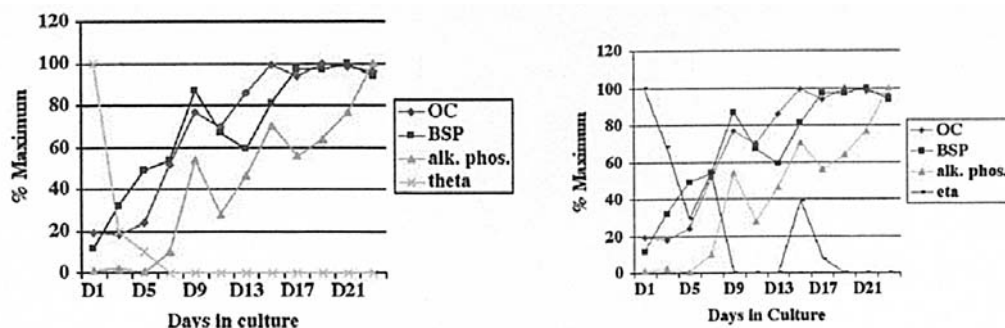 120
100
80
60
40
20
0
% Maximum
D1 D5 D9 D13 D17 D21
Days in culture
OC
BSP
alk. phos.
theta
120
100
80
60
40
20
0
% Maximum
D1 D5 D9 D13 D17 D21
Days in Culture
OC
BSP
alk. phos.
eta